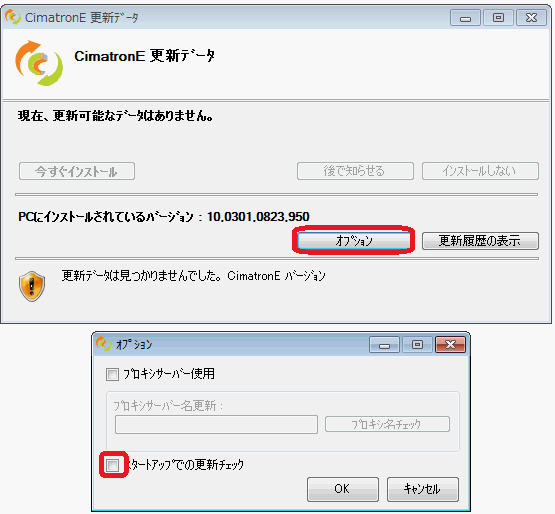 CimatronE 更新ﾃﾞｰﾀ
CimatronE 更新ﾃﾞｰﾀ
現在、更新可能なﾃﾞｰﾀはありません。
今すぐｲﾝｽﾄｰﾙ
後で知らせる
ｲﾝｽﾄｰﾙしない
PCにｲﾝｽﾄｰﾙされているﾊﾞｰｼﾞｮﾝ : 10.0301.0823.950
ｵﾌﾟｼｮﾝ
更新履歴の表示
更新ﾃﾞｰﾀは見つかりませんでした。CimatronE ﾊﾞｰｼﾞｮﾝ
ｵﾌﾟｼｮﾝ
ﾌﾟﾛｷｼｻｰﾊﾞｰ使用
ﾌﾟﾛｷｼｻｰﾊﾞｰ名更新 :
ﾌﾟﾛｷｼ名ﾁｪｯｸ
ｽﾀｰﾄｱｯﾌﾟでの更新ﾁｪｯｸ
OK
ｷｬﾝｾﾙ